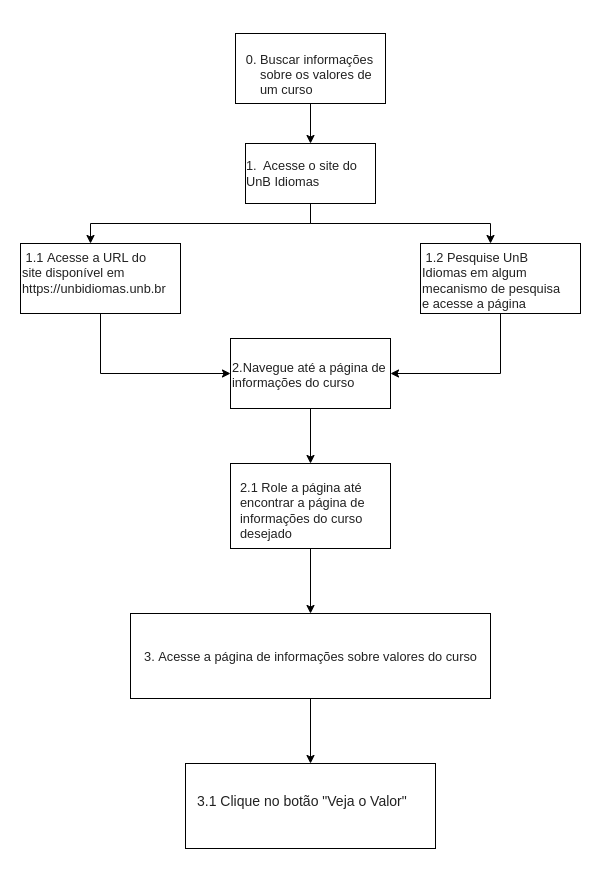 0. Buscar informações
sobre os valores de
um curso
1.  Acesse o site do
UnB Idiomas
1.1 Acesse a URL do
site disponível em
https://unbidiomas.unb.br
1.2 Pesquise UnB
Idiomas em algum
mecanismo de pesquisa
e acesse a página
2.Navegue até a página de
informações do curso
2.1 Role a página até
encontrar a página de
informações do curso
desejado
3. Acesse a página de informações sobre valores do curso
3.1 Clique no botão "Veja o Valor"